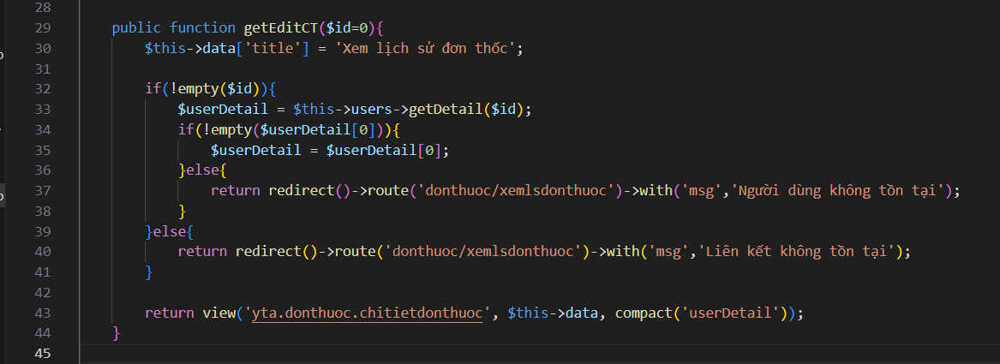 28
29 public function getEditCT($id=0){
30 $this->data['title'] = 'Xem lịch sử đơn thốc';
31
32 if(!empty($id)){
33 $userDetail = $this->users->getDetail($id);
34 if(!empty($userDetail[0])){
35 $userDetail = $userDetail[0];
36 }else{
37 return redirect()->route('donthuoc/xemlsdonthuoc')->with('msg','Người dùng không tồn tại');
38 }
39 }else{
40 return redirect()->route('donthuoc/xemlsdonthuoc')->with('msg','Liên kết không tồn tại');
41 }
42
43 return view('yta.donthuoc.chitietdonthuoc', $this->data, compact('userDetail'));
44 }
45